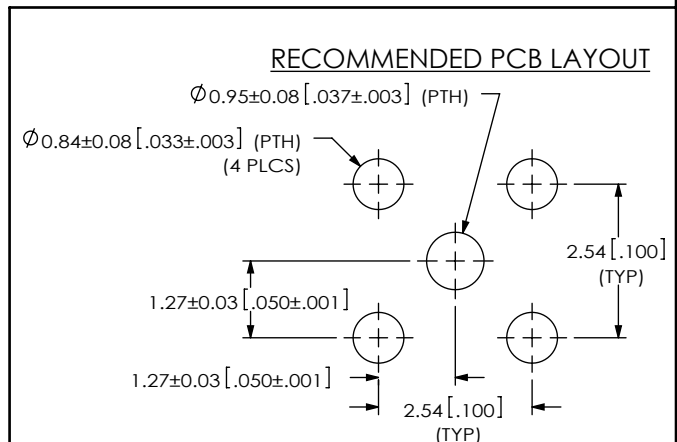 RECOMMENDED PCB LAYOUT
Ø0.95±0.08[.037±.003] (PTH)
Ø0.84±0.08[.033±.003] (PTH)
(4 PLCS)
2.54[.100]
(TYP)
1.27±0.03[.050±.001]
1.27±0.03[.050±.001]
2.54[.100]
(TYP)